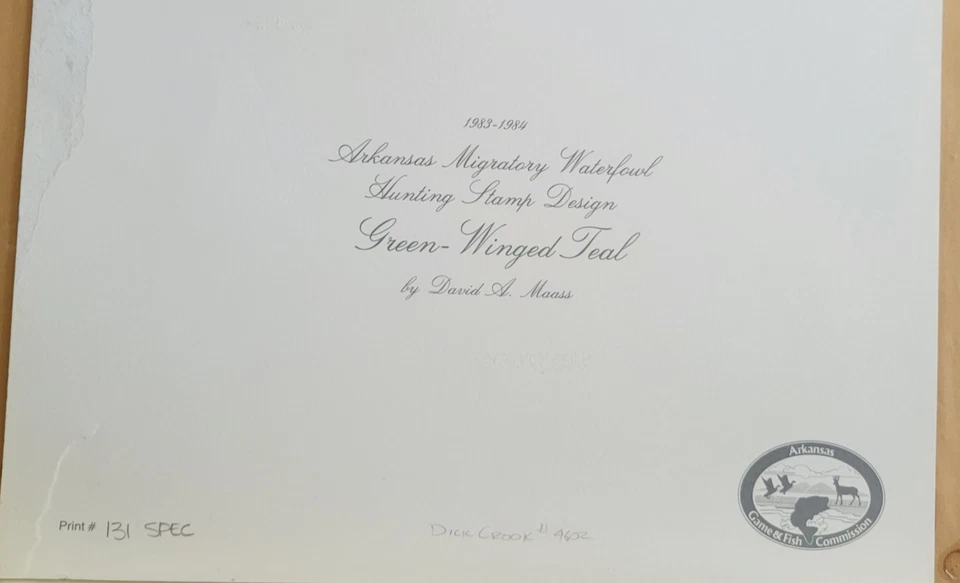 1983-1984
Arkansas Migratory Waterfowl
Hunting Stamp Design
Green-Winged Teal
by David A. Maass
Arkansas
Game & Fish Commission
Print # 131 SPEC
DICK CROOK # 4652